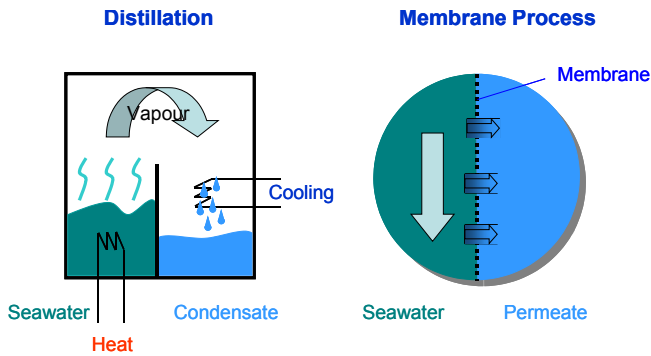 Distillation
Membrane Process
Membrane
Vapour
Cooling
Seawater
Condensate
Seawater
Permeate
Heat